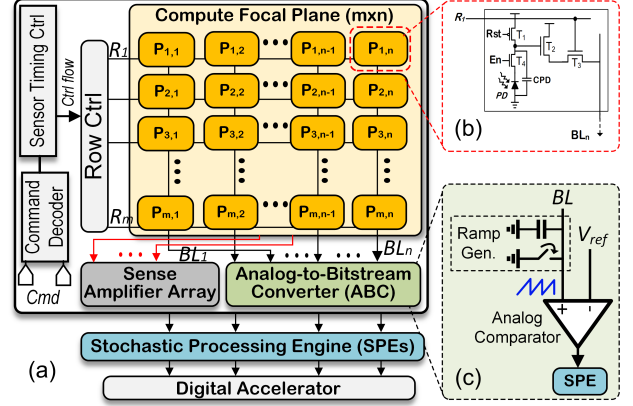 Compute Focal Plane (mxn)
Sensor Timing Ctrl
Ctrl flow
Row Ctrl
Command
Decoder
Cmd
R1
P1,1 P1,2 P1,n-1 P1,n
P2,1 P2,2 P2,n-1 P2,n
P3,1 P3,2 P3,n-1 P3,n
Rm
Pm,1 Pm,2 Pm,n-1 Pm,n
BL1 BLn
Sense
Amplifier Array
Analog-to-Bitstream
Converter (ABC)
Stochastic Processing Engine (SPEs)
Digital Accelerator
(a)
R1
Rst T1
T2
T3
En T4
CPD
PD
BLn
(b)
BL
Ramp
Gen.
Vref
+ -
Analog
Comparator
SPE
(c)